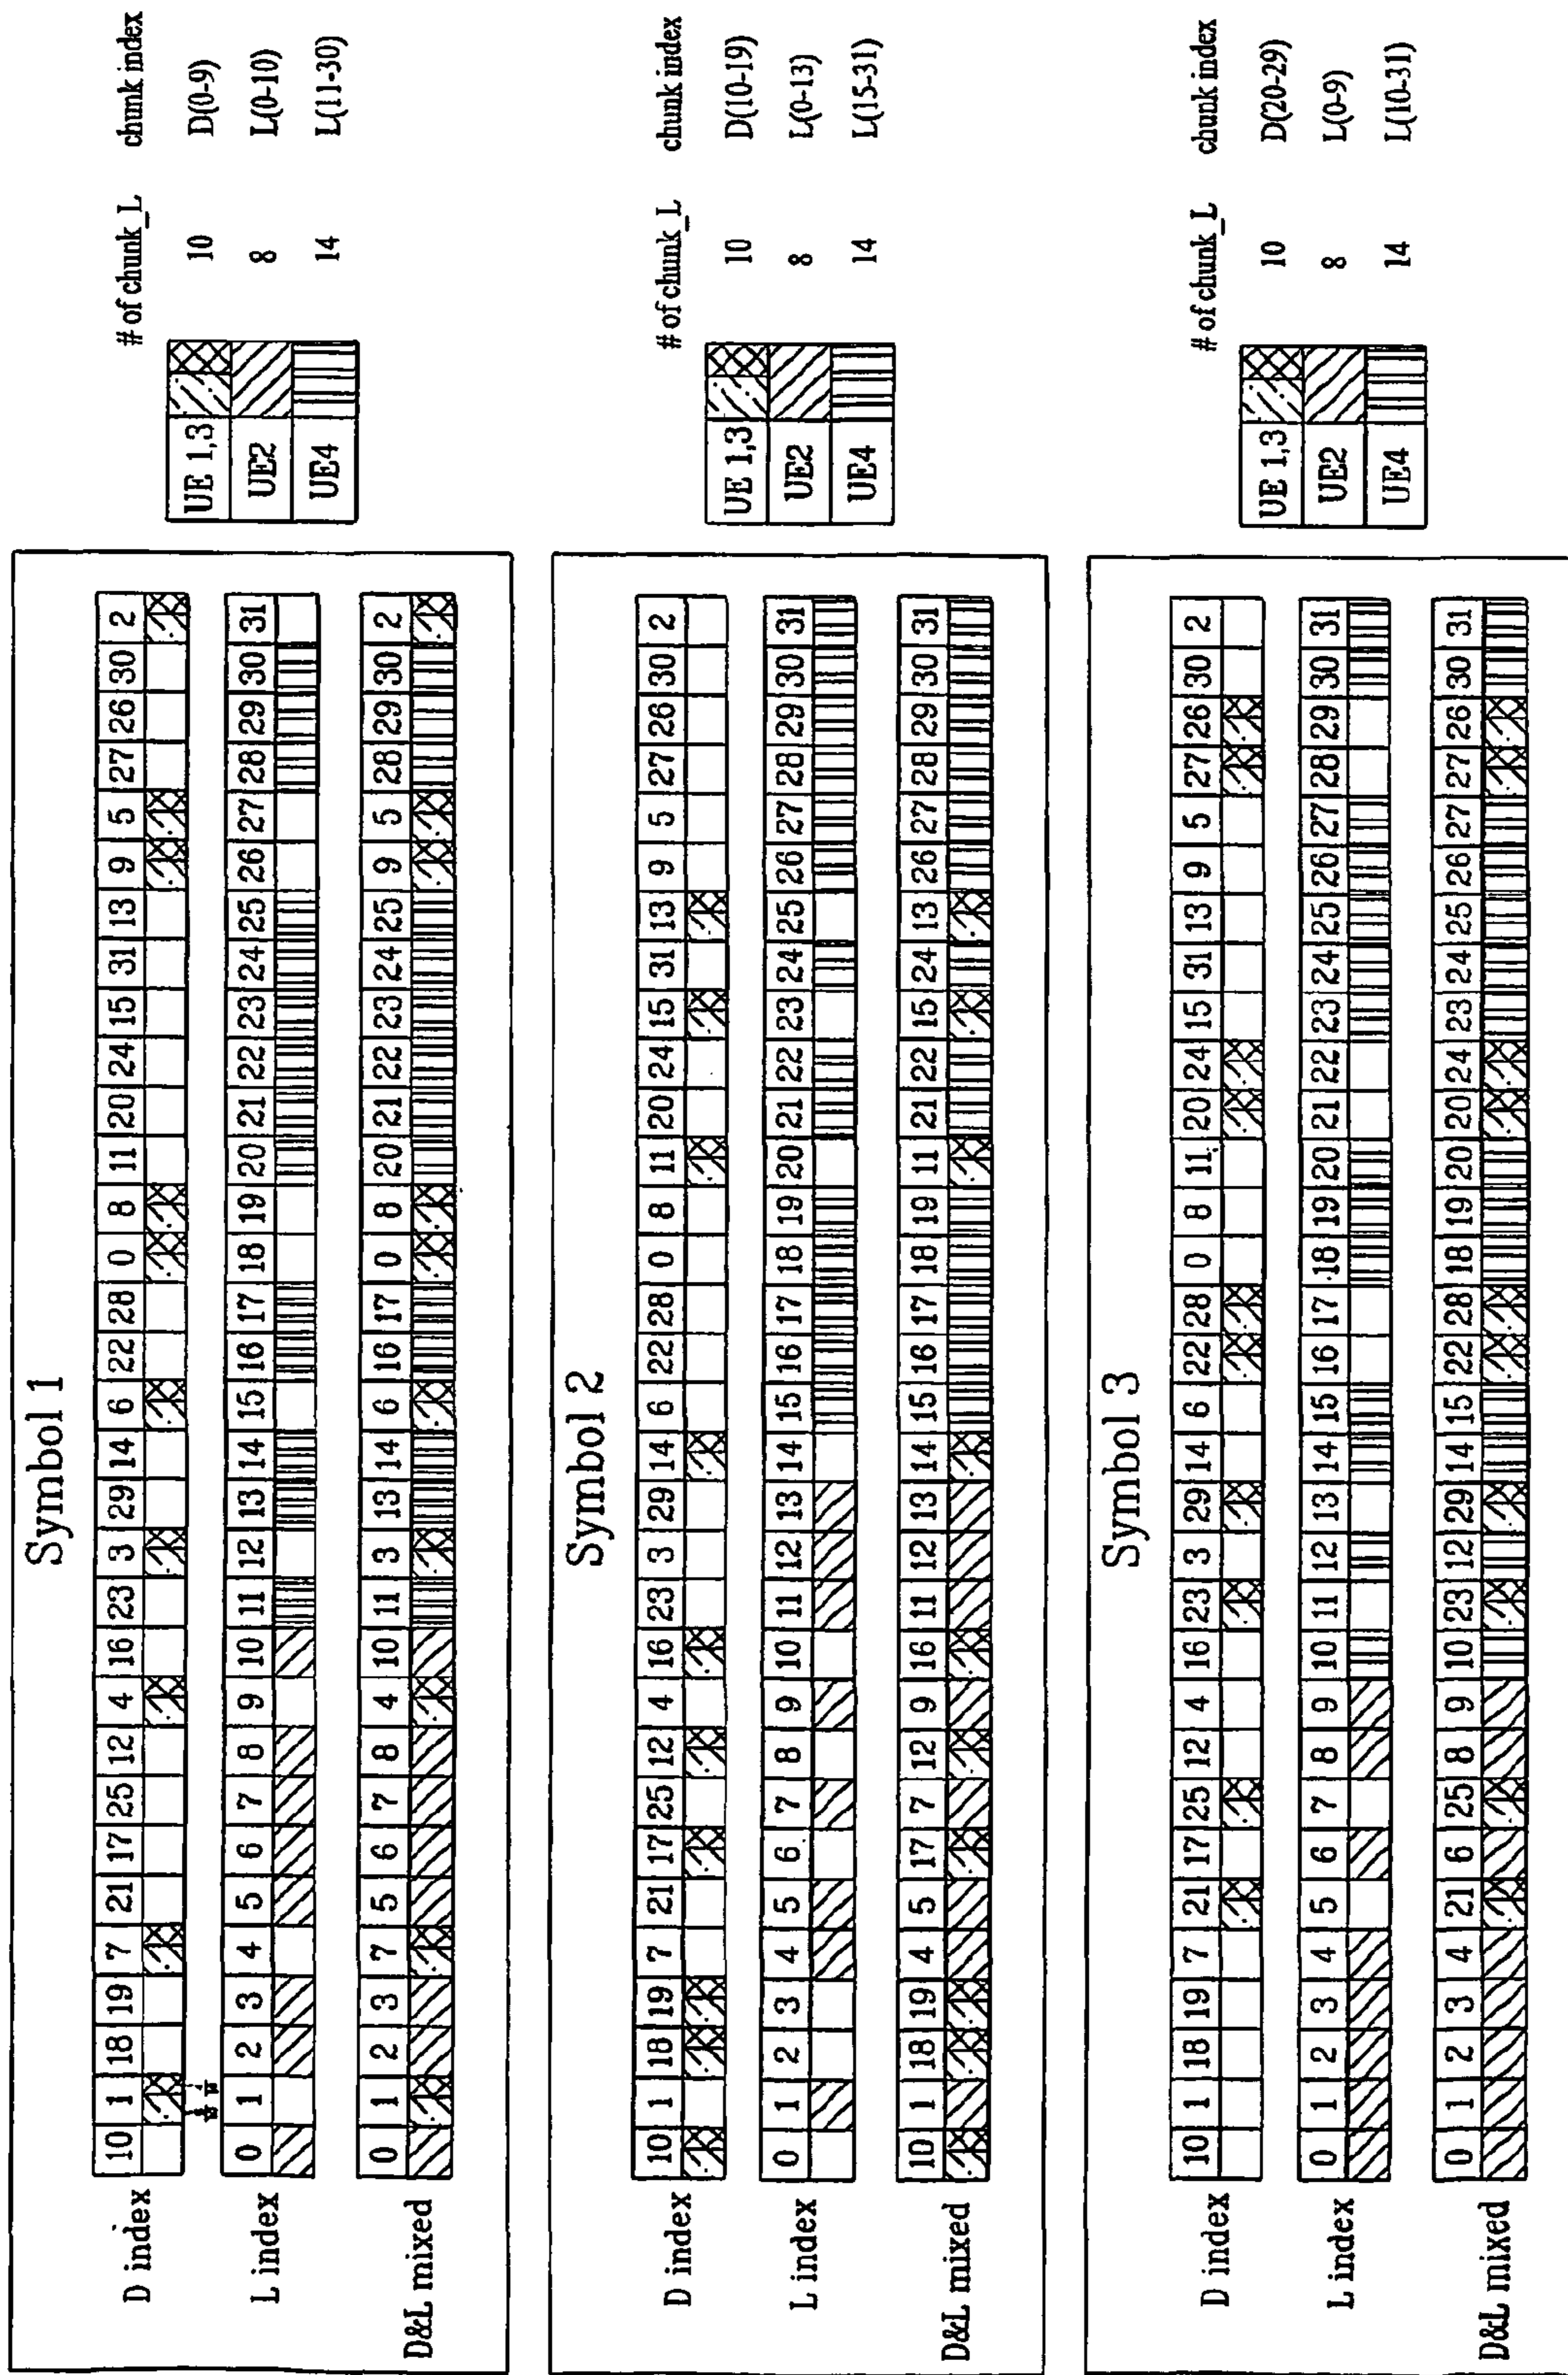 Symbol 1
D index 10 1 18 19 7 21 17 25 12 4 16 23 3 29 14 6 22 28 0 8 11 20 24 15 31 13 9 5 27 26 30 2
L index 0 1 2 3 4 5 6 7 8 9 10 11 12 13 14 15 16 17 18 19 20 21 22 23 24 25 26 27 28 29 30 31
D&L mixed 0 1 2 3 7 5 6 7 8 4 10 11 3 13 14 6 16 17 0 8 20 21 22 23 24 25 9 5 28 29 30 2
# of chunk_L chunk index
UE 1,3 10 D(0-9)
UE2 8 L(0-10)
UE4 14 L(11-30)
Symbol 2
D index 10 1 18 19 7 21 17 25 12 4 16 23 3 29 14 6 22 28 0 8 11 20 24 15 31 13 9 5 27 26 30 2
L index 0 1 2 3 4 5 6 7 8 9 10 11 12 13 14 15 16 17 18 19 20 21 22 23 24 25 26 27 28 29 30 31
D&L mixed 10 1 18 19 4 5 17 7 12 9 16 11 12 13 14 15 16 17 18 19 11 21 22 15 24 13 26 27 28 29 30 31
# of chunk_L chunk index
UE 1,3 10 D(10-19)
UE2 8 L(0-13)
UE4 14 L(15-31)
Symbol 3
D index 10 1 18 19 7 21 17 25 12 4 16 23 3 29 14 6 22 28 0 8 11 20 24 15 31 13 9 5 27 26 30 2
L index 0 1 2 3 4 5 6 7 8 9 10 11 12 13 14 15 16 17 18 19 20 21 22 23 24 25 26 27 28 29 30 31
D&L mixed 0 1 2 3 4 21 6 25 8 9 10 23 12 29 14 15 22 28 18 19 20 20 24 23 24 25 26 27 27 26 30 31
# of chunk_L chunk index
UE 1,3 10 D(20-29)
UE2 8 L(0-9)
UE4 14 L(10-31)